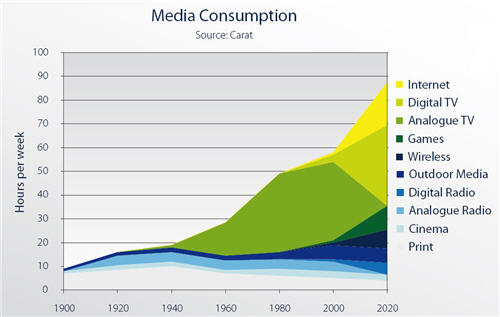 Media Consumption
Source: Carat
Hours per week
100
90
80
70
60
50
40
30
20
10
0
1900
1920
1940
1960
1980
2000
2020
Internet
Digital TV
Analogue TV
Games
Wireless
Outdoor Media
Digital Radio
Analogue Radio
Cinema
Print